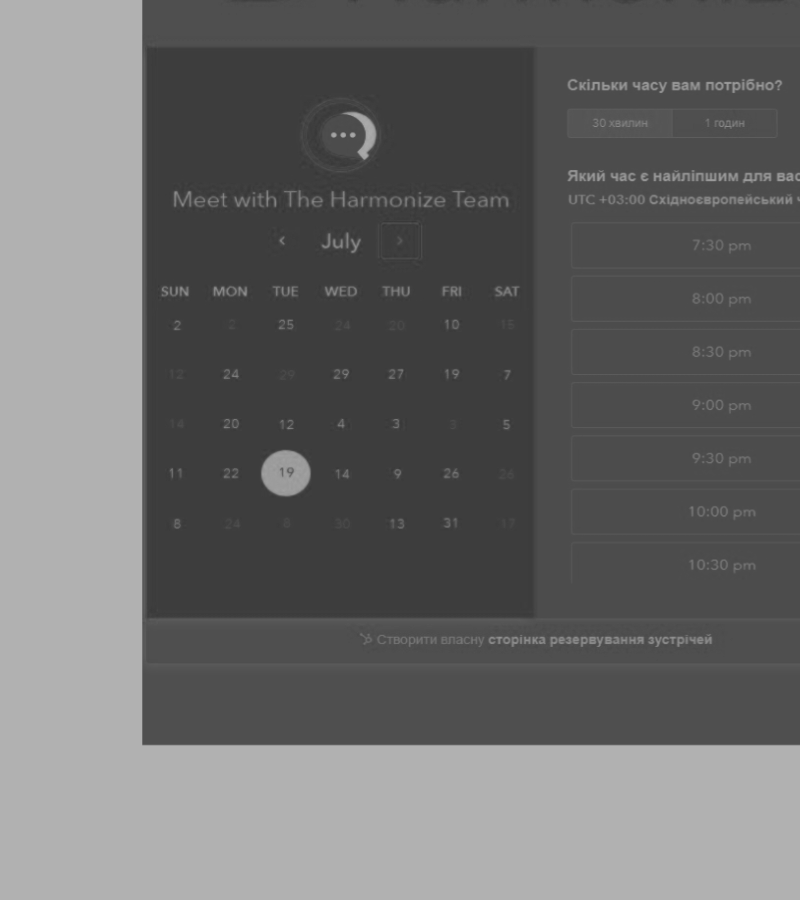 Meet with The Harmonize Team
July
SUN MON TUE WED THU FRI SAT
2 2 25 24 20 10 15
12 24 29 29 27 19 7
14 20 12 4 3 5
11 22 19 14 9 26 26
8 24 8 30 13 31
Скільки часу вам потрібно?
30 хвилин 1 годин
Який час є найліпшим для вас
UTC +03:00 Східноєвропейський ч
7:30 pm
8:00 pm
8:30 pm
9:00 pm
9:30 pm
10:00 pm
10:30 pm
Створити власну сторінка резервування зустрічей